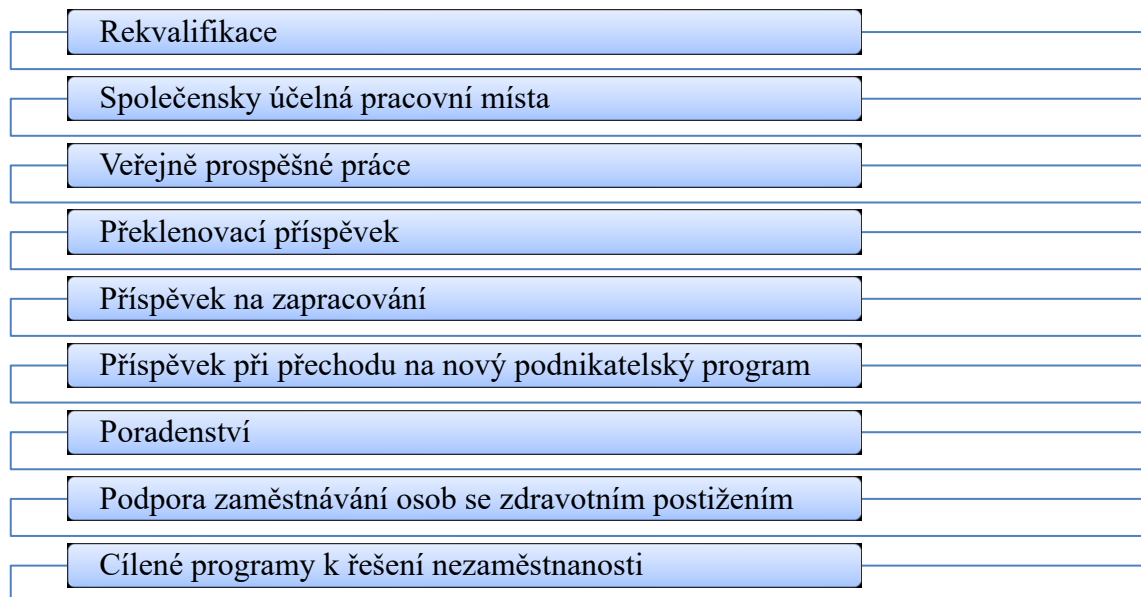 Rekvalifikace
Společensky účelná pracovní místa
Veřejně prospěšné práce
Překlenovací příspěvek
Příspěvek na zapracování
Příspěvek při přechodu na nový podnikatelský program
Poradenství
Podpora zaměstnávání osob se zdravotním postižením
Cílené programy k řešení nezaměstnanosti